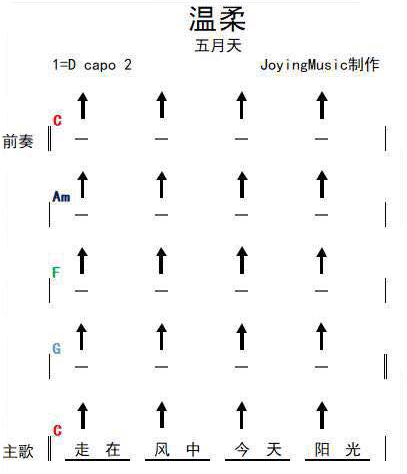 温柔
五月天
1=D capo 2 JoyingMusic制作
C
前奏
Am
F
G
C
主歌 走 在 风 中 今 天 阳 光